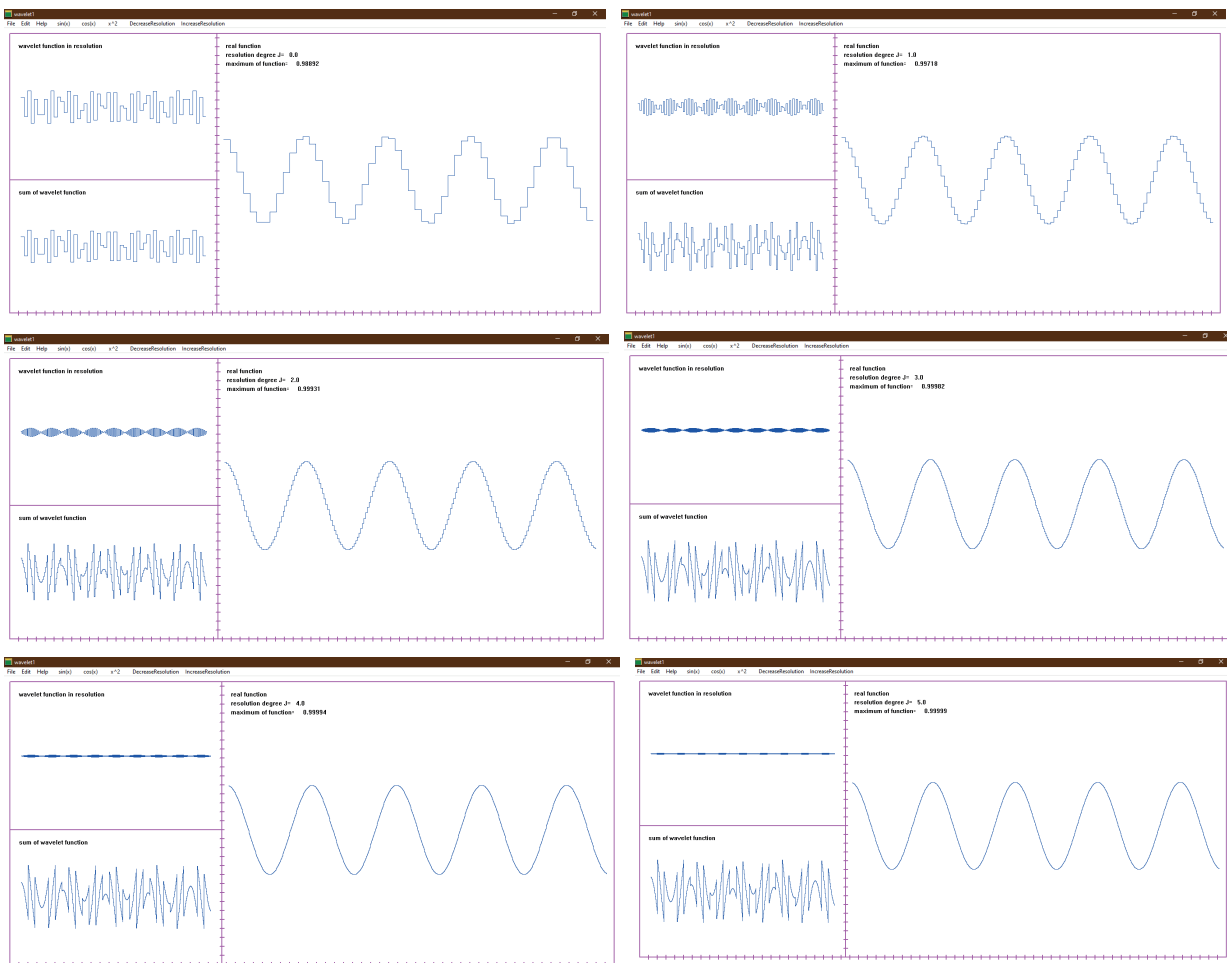 wavelet1
File Edit Help sin(x) cos(x) x^2 DecreaseResolution IncreaseResolution
wavelet function in resolution
real function
resolution degree J= 0.0
maximum of function= 0.98892
sum of wavelet function
wavelet1
File Edit Help sin(x) cos(x) x^2 DecreaseResolution IncreaseResolution
wavelet function in resolution
real function
resolution degree J= 1.0
maximum of function= 0.99718
sum of wavelet function
wavelet1
File Edit Help sin(x) cos(x) x^2 DecreaseResolution IncreaseResolution
wavelet function in resolution
real function
resolution degree J= 2.0
maximum of function= 0.99931
sum of wavelet function
wavelet1
File Edit Help sin(x) cos(x) x^2 DecreaseResolution IncreaseResolution
wavelet function in resolution
real function
resolution degree J= 3.0
maximum of function= 0.99982
sum of wavelet function
wavelet1
File Edit Help sin(x) cos(x) x^2 DecreaseResolution IncreaseResolution
wavelet function in resolution
real function
resolution degree J= 4.0
maximum of function= 0.99994
sum of wavelet function
wavelet1
File Edit Help sin(x) cos(x) x^2 DecreaseResolution IncreaseResolution
wavelet function in resolution
real function
resolution degree J= 5.0
maximum of function= 0.99999
sum of wavelet function